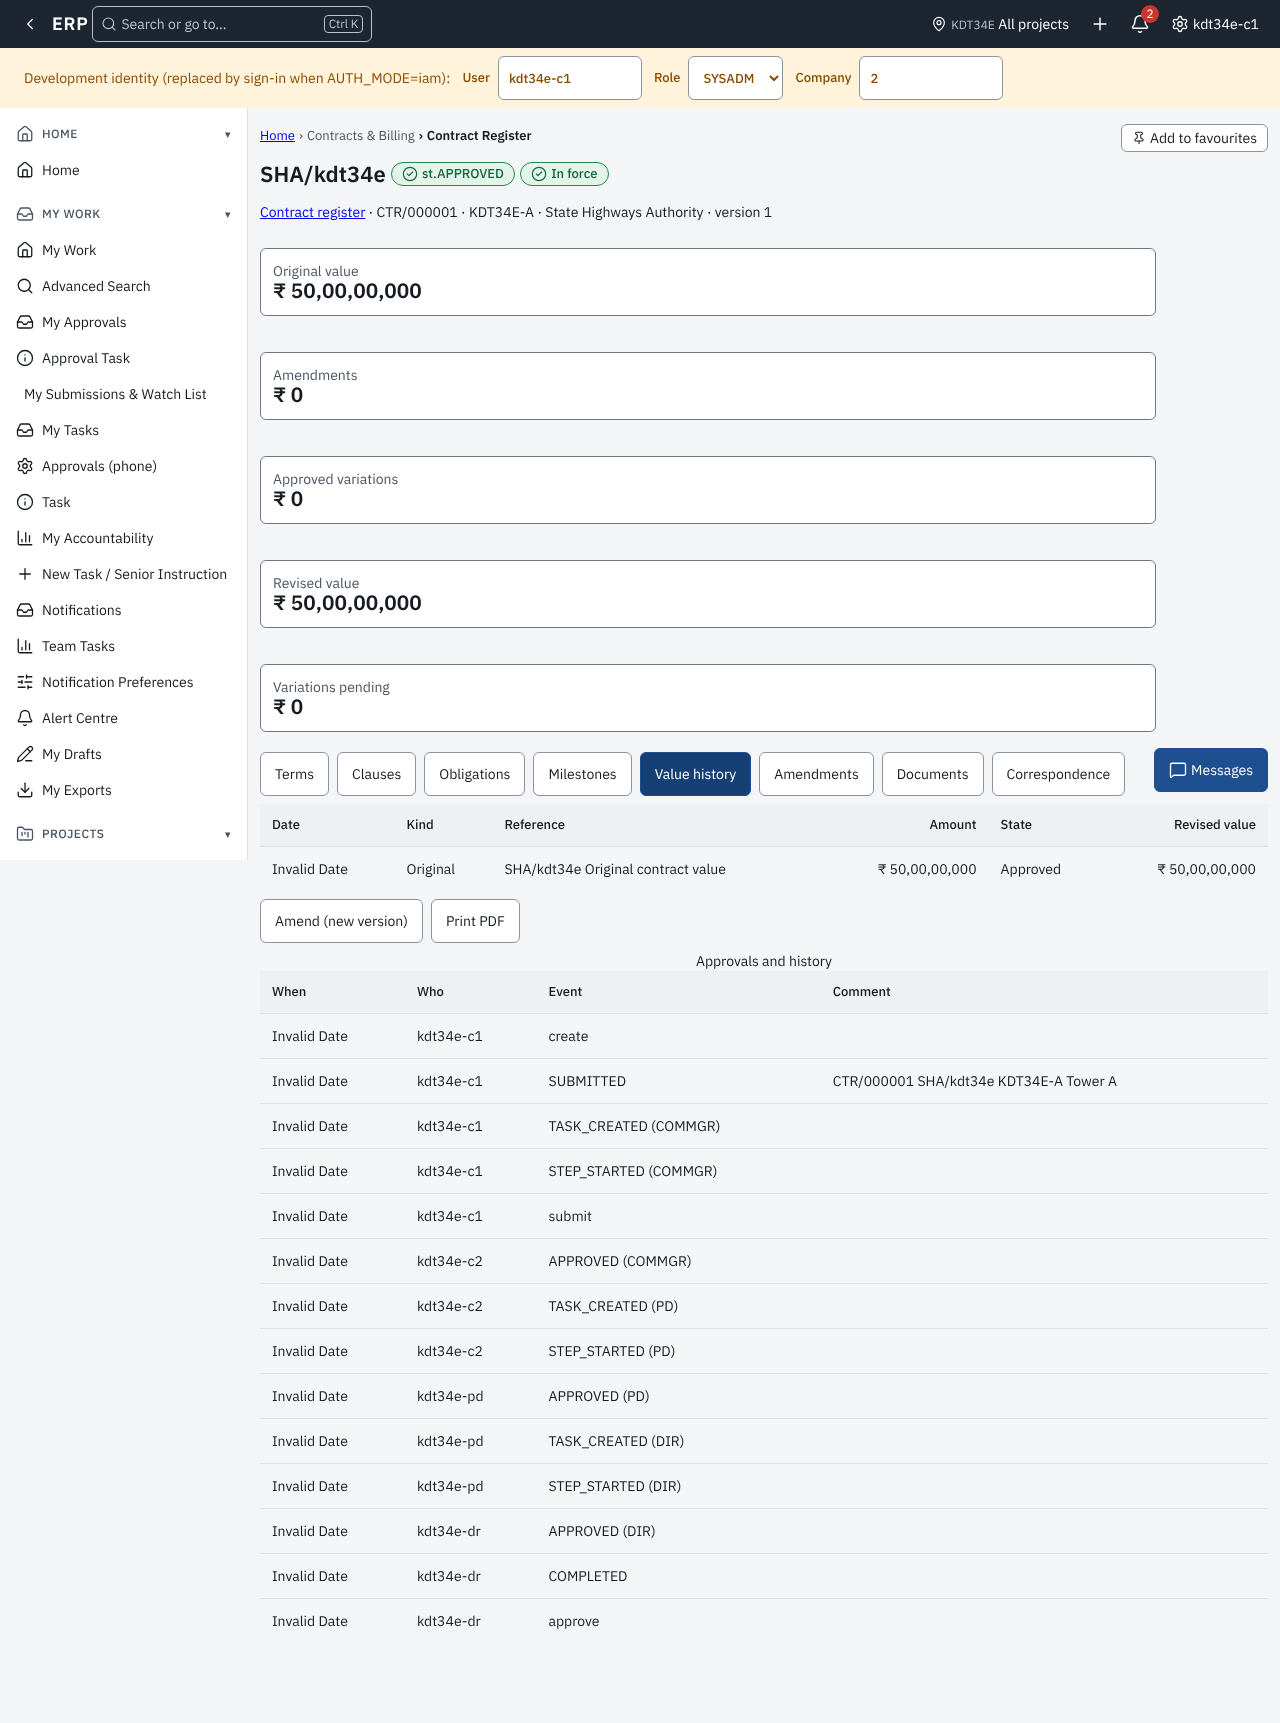 ERP Search or go to... Ctrl K KDT34E All projects 2 kdt34e-c1
Development identity (replaced by sign-in when AUTH_MODE=iam): User kdt34e-c1 Role SYSADM Company 2
HOME ▾
Home
MY WORK ▾
My Work
Advanced Search
My Approvals
Approval Task
My Submissions & Watch List
My Tasks
Approvals (phone)
Task
My Accountability
New Task / Senior Instruction
Notifications
Team Tasks
Notification Preferences
Alert Centre
My Drafts
My Exports
PROJECTS ▾
Home › Contracts & Billing › Contract Register
Add to favourites
SHA/kdt34e st.APPROVED In force
Contract register · CTR/000001 · KDT34E-A · State Highways Authority · version 1
Original value
₹ 50,00,00,000
Amendments
₹ 0
Approved variations
₹ 0
Revised value
₹ 50,00,00,000
Variations pending
₹ 0
Terms Clauses Obligations Milestones Value history Amendments Documents Correspondence Messages
Date Kind Reference Amount State Revised value
Invalid Date Original SHA/kdt34e Original contract value ₹ 50,00,00,000 Approved ₹ 50,00,00,000
Amend (new version) Print PDF
Approvals and history
When Who Event Comment
Invalid Date kdt34e-c1 create
Invalid Date kdt34e-c1 SUBMITTED CTR/000001 SHA/kdt34e KDT34E-A Tower A
Invalid Date kdt34e-c1 TASK_CREATED (COMMGR)
Invalid Date kdt34e-c1 STEP_STARTED (COMMGR)
Invalid Date kdt34e-c1 submit
Invalid Date kdt34e-c2 APPROVED (COMMGR)
Invalid Date kdt34e-c2 TASK_CREATED (PD)
Invalid Date kdt34e-c2 STEP_STARTED (PD)
Invalid Date kdt34e-pd APPROVED (PD)
Invalid Date kdt34e-pd TASK_CREATED (DIR)
Invalid Date kdt34e-pd STEP_STARTED (DIR)
Invalid Date kdt34e-dr APPROVED (DIR)
Invalid Date kdt34e-dr COMPLETED
Invalid Date kdt34e-dr approve